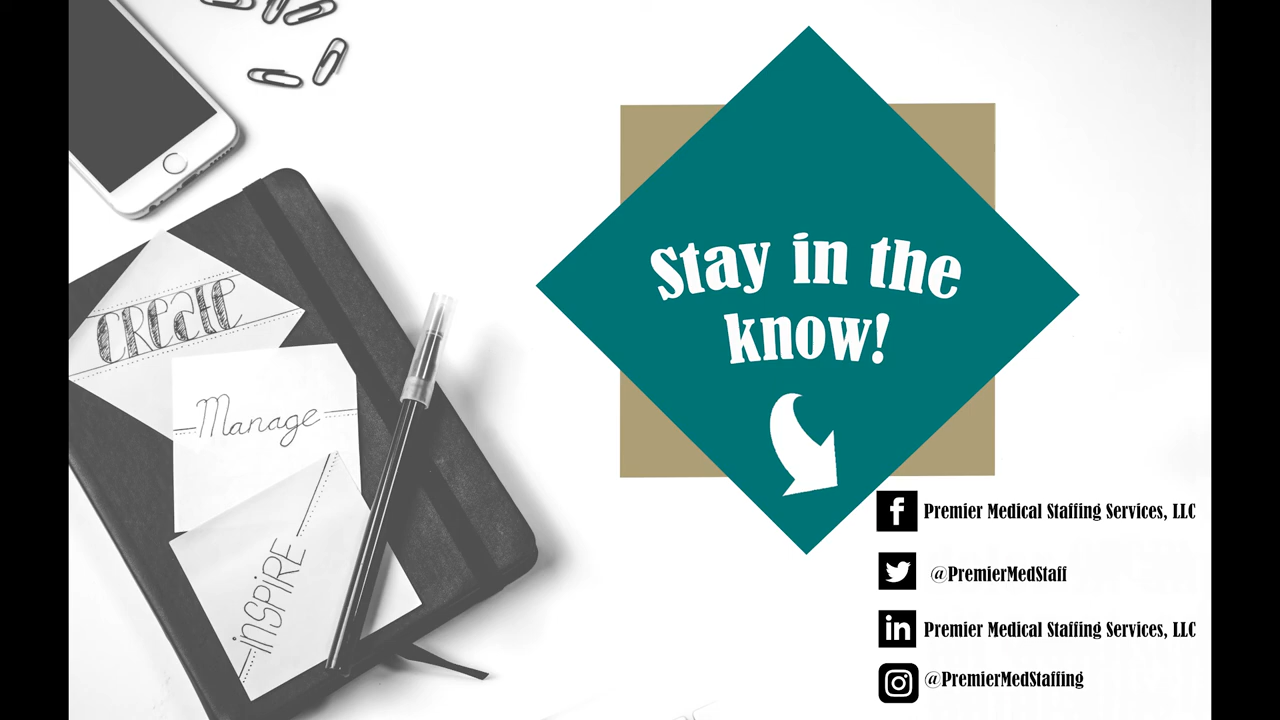 CREATE
Manage
INSPIRE
Stay in the
know!
Premier Medical Staffing Services, LLC
@PremierMedStaff
Premier Medical Staffing Services, LLC
@PremierMedStaffing